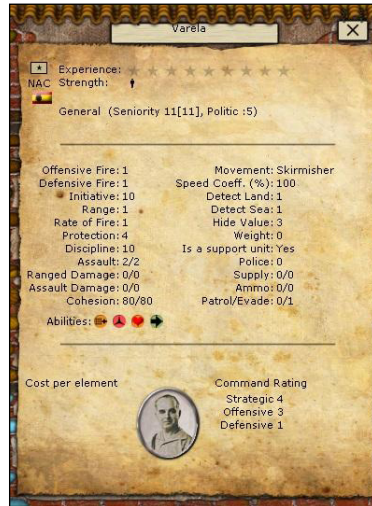 Varela
Experience:
NAC Strength:
General (Seniority 11[11], Politic :5)
Offensive Fire: 1 Movement: Skirmisher
Defensive Fire: 1 Speed Coeff. (%): 100
Initiative: 10 Detect Land: 1
Range: 1 Detect Sea: 1
Rate of Fire: 1 Hide Value: 3
Protection: 4 Weight: 0
Discipline: 10 Is a support unit: Yes
Assault: 2/2 Police: 0
Ranged Damage: 0/0 Supply: 0/0
Assault Damage: 0/0 Ammo: 0/0
Cohesion: 80/80 Patrol/Evade: 0/1
Abilities:
Cost per element Command Rating
Strategic 4
Offensive 3
Defensive 1